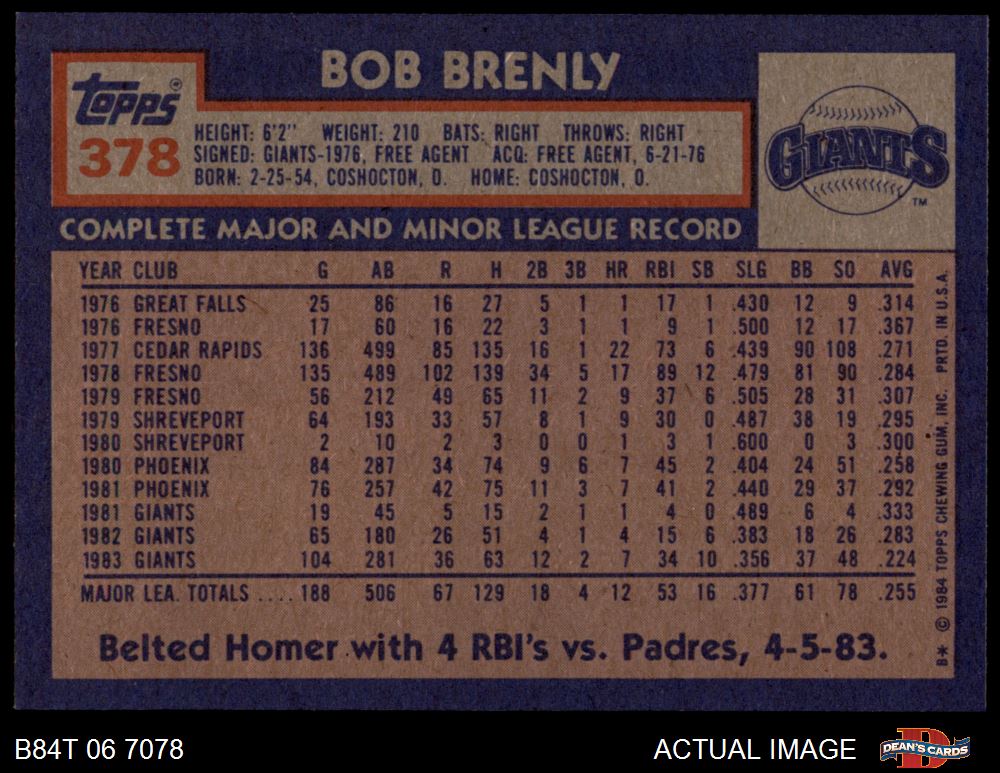 BOB BRENLY
Topps®
378
HEIGHT: 6'2" WEIGHT: 210 BATS: RIGHT THROWS: RIGHT
SIGNED: GIANTS-1976, FREE AGENT ACQ: FREE AGENT, 6-21-76
BORN: 2-25-54, COSHOCTON, O. HOME: COSHOCTON, O.
GIANTS
TM
COMPLETE MAJOR AND MINOR LEAGUE RECORD
YEAR CLUB G AB R H 2B 3B HR RBI SB SLG BB SO AVG
1976 GREAT FALLS 25 86 16 27 5 1 1 17 1 .430 12 9 .314
1976 FRESNO 17 60 16 22 3 1 1 9 1 .500 12 17 .367
1977 CEDAR RAPIDS 136 499 85 135 16 1 22 73 6 .439 90 108 .271
1978 FRESNO 135 489 102 139 34 5 17 89 12 .479 81 90 .284
1979 FRESNO 56 212 49 65 11 2 9 37 6 .505 28 31 .307
1979 SHREVEPORT 64 193 33 57 8 1 9 30 0 .487 38 19 .295
1980 SHREVEPORT 2 10 2 3 0 0 1 3 1 .600 0 3 .300
1980 PHOENIX 84 287 34 74 9 6 7 45 2 .404 24 51 .258
1981 PHOENIX 76 257 42 75 11 3 7 41 2 .440 29 37 .292
1981 GIANTS 19 45 5 15 2 1 1 4 0 .489 6 4 .333
1982 GIANTS 65 180 26 51 4 1 4 15 6 .383 18 26 .283
1983 GIANTS 104 281 36 63 12 2 7 34 10 .356 37 48 .224
MAJOR LEA. TOTALS .... 188 506 67 129 18 4 12 53 16 .377 61 78 .255
Belted Homer with 4 RBI's vs. Padres, 4-5-83.
B* © 1984 TOPPS CHEWING GUM, INC. PRTD. IN U.S.A.
B84T 06 7078
ACTUAL IMAGE
DEAN'S CARDS